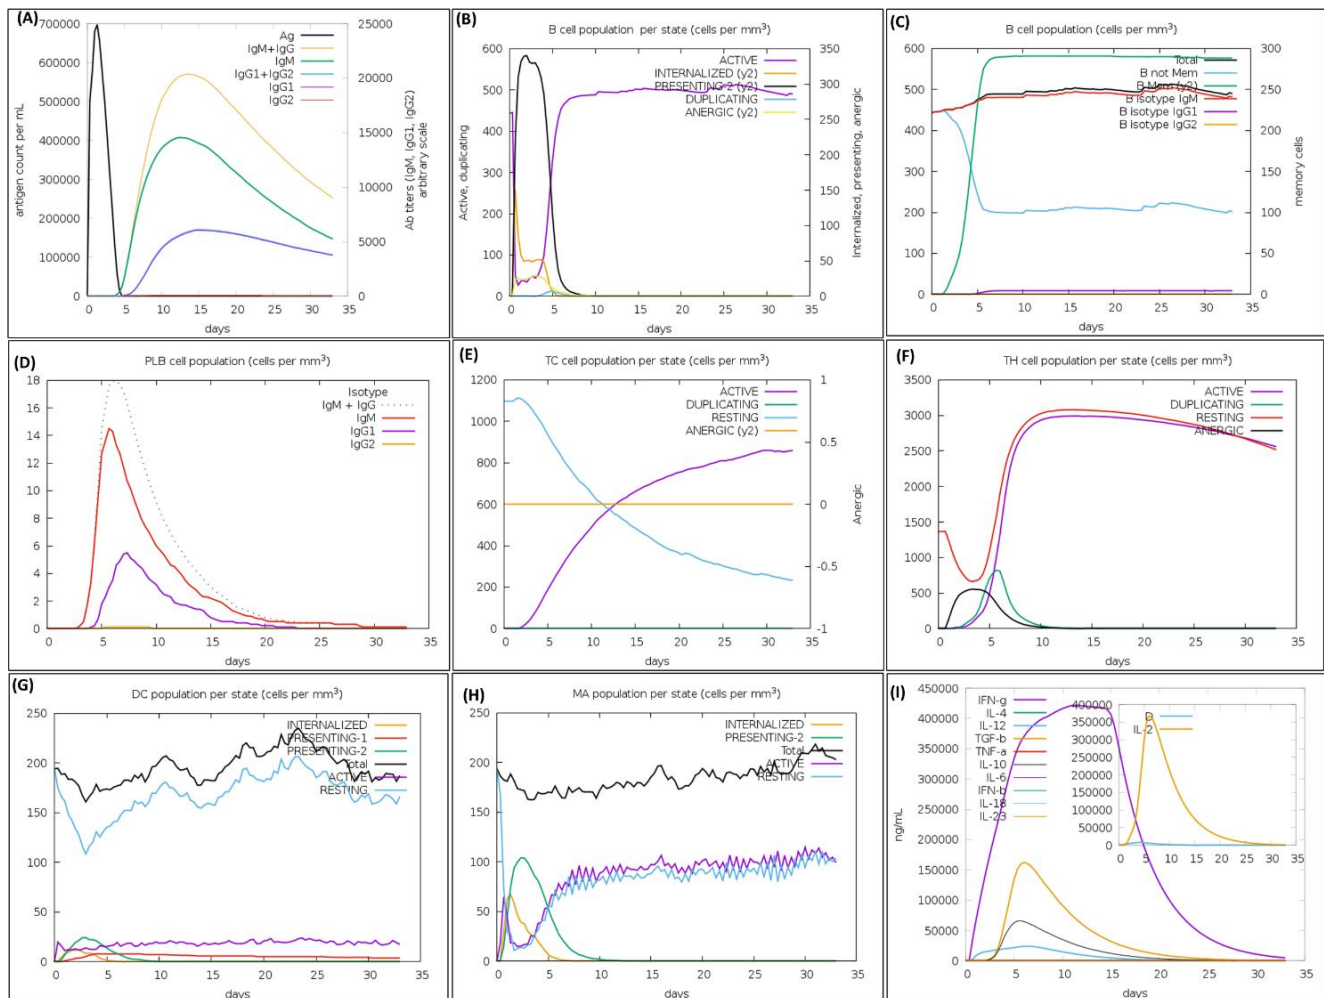 (A)
700000
600000
500000
400000
300000
200000
100000
0
antigen count per mL
0 5 10 15 20 25 30 35
days
25000
20000
15000
10000
5000
0
Ab titers (IgM, IgG1, IgG2)
arbitrary scale
Ag
IgM+IgG
IgM
IgG1+IgG2
IgG1
IgG2
(B)
B cell population per state (cells per mm³)
600
500
400
300
200
100
0
Active, duplicating
0 5 10 15 20 25 30 35
days
350
300
250
200
150
100
50
0
Internalized, presenting, anergic
ACTIVE
INTERNALIZED (y2)
PRESENTING-2 (y2)
DUPLICATING
ANERGIC (y2)
(C)
B cell population (cells per mm³)
600
500
400
300
200
100
0
0 5 10 15 20 25 30 35
days
300
250
200
150
100
50
0
memory cells
Total
B not Mem
B Mem (y2)
B isotype IgM
B isotype IgG1
B isotype IgG2
(D)
PLB cell population (cells per mm³)
18
16
14
12
10
8
6
4
2
0
0 5 10 15 20 25 30 35
days
Isotype
IgM + IgG
IgM
IgG1
IgG2
(E)
TC cell population per state (cells per mm³)
1200
1000
800
600
400
200
0
0 5 10 15 20 25 30 35
days
1
0.5
0
-0.5
-1
Anergic
ACTIVE
DUPLICATING
RESTING
ANERGIC (y2)
(F)
TH cell population per state (cells per mm³)
3500
3000
2500
2000
1500
1000
500
0
0 5 10 15 20 25 30 35
days
ACTIVE
DUPLICATING
RESTING
ANERGIC
(G)
DC population per state (cells per mm³)
250
200
150
100
50
0
0 5 10 15 20 25 30 35
days
INTERNALIZED
PRESENTING-1
PRESENTING-2
Total
ACTIVE
RESTING
(H)
MA population per state (cells per mm³)
250
200
150
100
50
0
0 5 10 15 20 25 30 35
days
INTERNALIZED
PRESENTING-2
Total
ACTIVE
RESTING
(I)
450000
400000
350000
300000
250000
200000
150000
100000
50000
0
ng/mL
0 5 10 15 20 25 30 35
days
IFN-g
IL-4
IL-12
TGF-b
TNF-a
IL-10
IL-6
IFN-b
IL-18
IL-23
D
IL-2
400000
350000
300000
250000
200000
150000
100000
50000
0
0 5 10 15 20 25 30 35